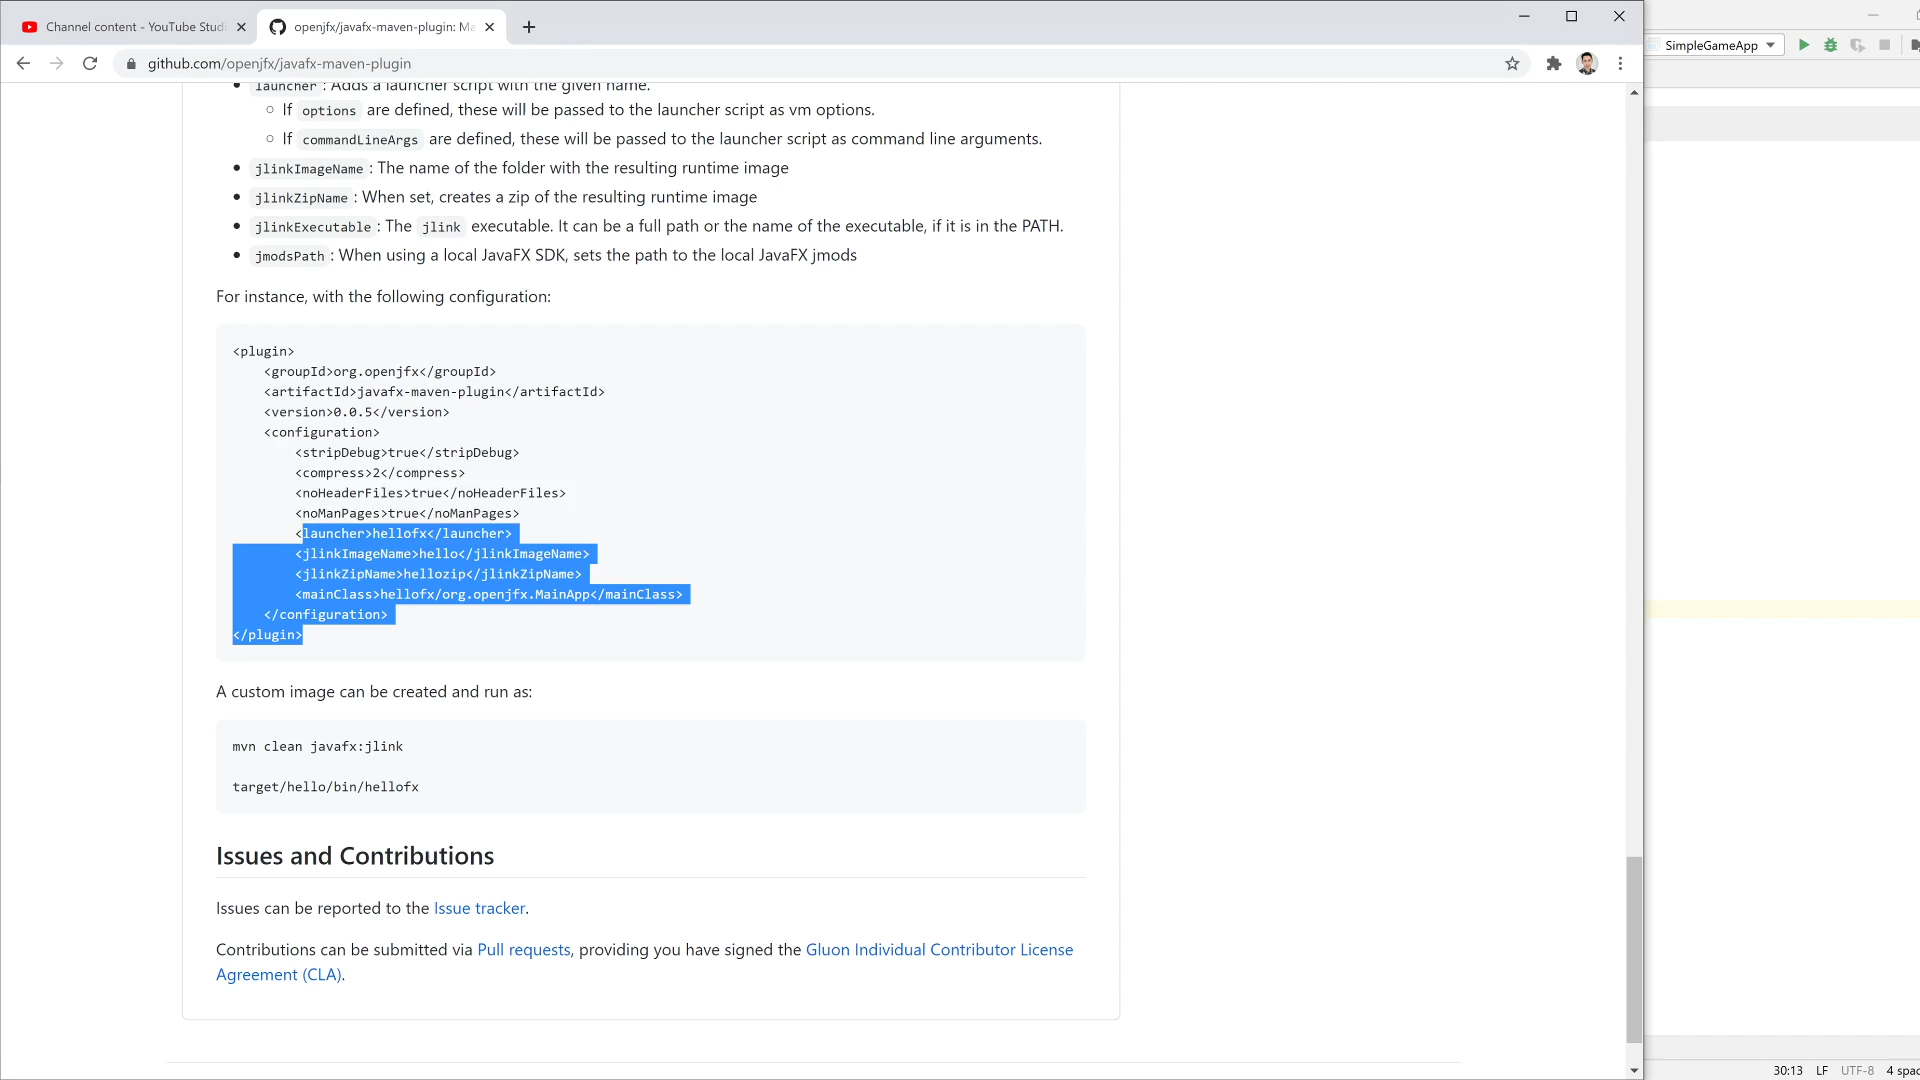 Channel content - YouTube Studi
openjfx/javafx-maven-plugin: Ma
github.com/openjfx/javafx-maven-plugin
SimpleGameApp
launcher : Adds a launcher script with the given name.
If options are defined, these will be passed to the launcher script as vm options.
If commandLineArgs are defined, these will be passed to the launcher script as command line arguments.
jlinkImageName : The name of the folder with the resulting runtime image
jlinkZipName : When set, creates a zip of the resulting runtime image
jlinkExecutable : The jlink executable. It can be a full path or the name of the executable, if it is in the PATH.
jmodsPath : When using a local JavaFX SDK, sets the path to the local JavaFX jmods
For instance, with the following configuration:
<plugin>
<groupId>org.openjfx</groupId>
<artifactId>javafx-maven-plugin</artifactId>
<version>0.0.5</version>
<configuration>
<stripDebug>true</stripDebug>
<compress>2</compress>
<noHeaderFiles>true</noHeaderFiles>
<noManPages>true</noManPages>
<launcher>hellofx</launcher>
<jlinkImageName>hello</jlinkImageName>
<jlinkZipName>hellozip</jlinkZipName>
<mainClass>hellofx/org.openjfx.MainApp</mainClass>
</configuration>
</plugin>
A custom image can be created and run as:
mvn clean javafx:jlink
target/hello/bin/hellofx
Issues and Contributions
Issues can be reported to the Issue tracker.
Contributions can be submitted via Pull requests, providing you have signed the Gluon Individual Contributor License
Agreement (CLA).
30:13 LF UTF-8 4 spac